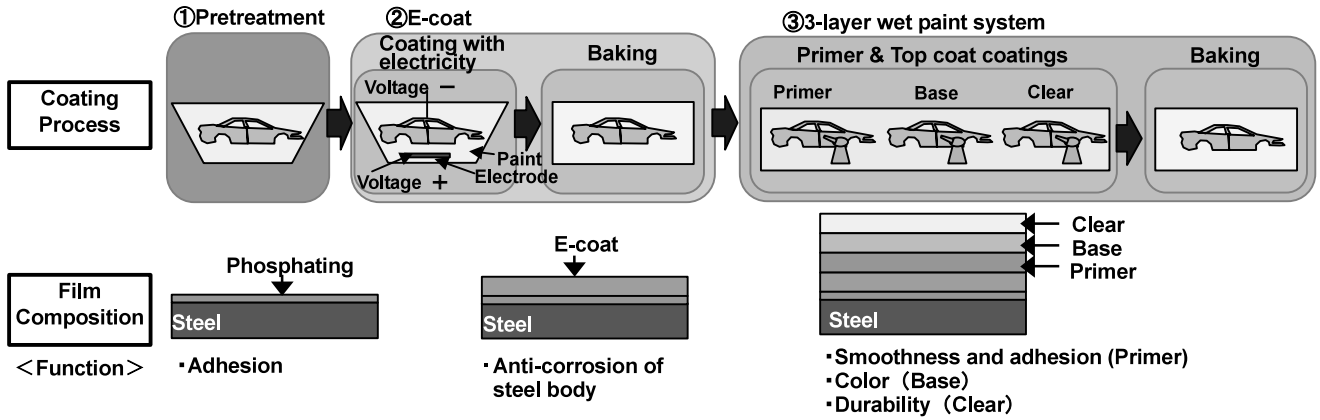 ①Pretreatment
②E-coat
③3-layer wet paint system
Coating Process
Coating with
electricity
Voltage −
Paint
Electrode
Voltage +
Baking
Primer & Top coat coatings
Primer
Base
Clear
Baking
Film
Composition
Phosphating
Steel
E-coat
Steel
Clear
Base
Primer
Steel
＜Function＞
・Adhesion
・Anti-corrosion of
steel body
・Smoothness and adhesion (Primer)
・Color（Base）
・Durability（Clear）